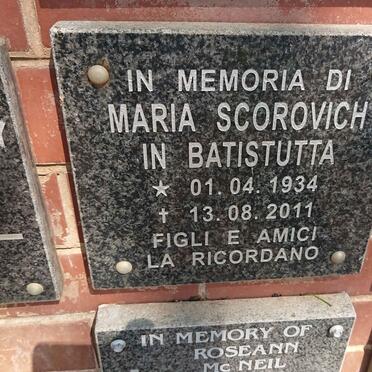 IN MEMORIA DI
MARIA SCOROVICH
IN BATISTUTTA
★ 01.04.1934
✝ 13.08.2011
FIGLI E AMICI
LA RICORDANO
IN MEMORY OF
ROSEANN
Mc NEIL